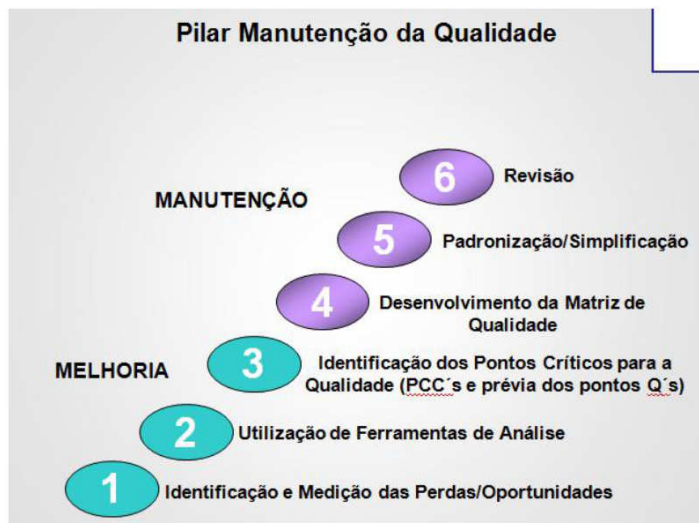 Pilar Manutenção da Qualidade
6
Revisão
MANUTENÇÃO
5
Padronização/Simplificação
4
Desenvolvimento da Matriz de
Qualidade
MELHORIA
3
Identificação dos Pontos Críticos para a
Qualidade (PCC´s e prévia dos pontos Q´s)
2
Utilização de Ferramentas de Análise
1
Identificação e Medição das Perdas/Oportunidades